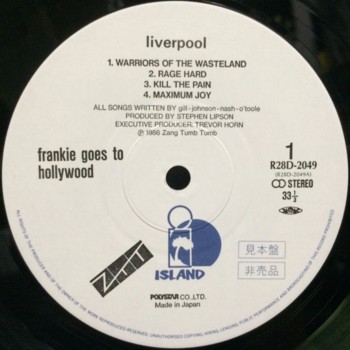 liverpool
1. WARRIORS OF THE WASTELAND
2. RAGE HARD
3. KILL THE PAIN
4. MAXIMUM JOY
ALL SONGS WRITTEN BY gill-johnson-nash-o'toole
PRODUCED BY STEPHEN LIPSON
EXECUTIVE PRODUCER: TREVOR HORN
℗ 1986 Zang Tumb Tumb
frankie goes to
hollywood
1
R28D-2049
(R28D-2049A)
STEREO
33 1/3
ZTT
ISLAND
見本盤
非売品
POLYSTAR CO.,LTD.
Made in Japan